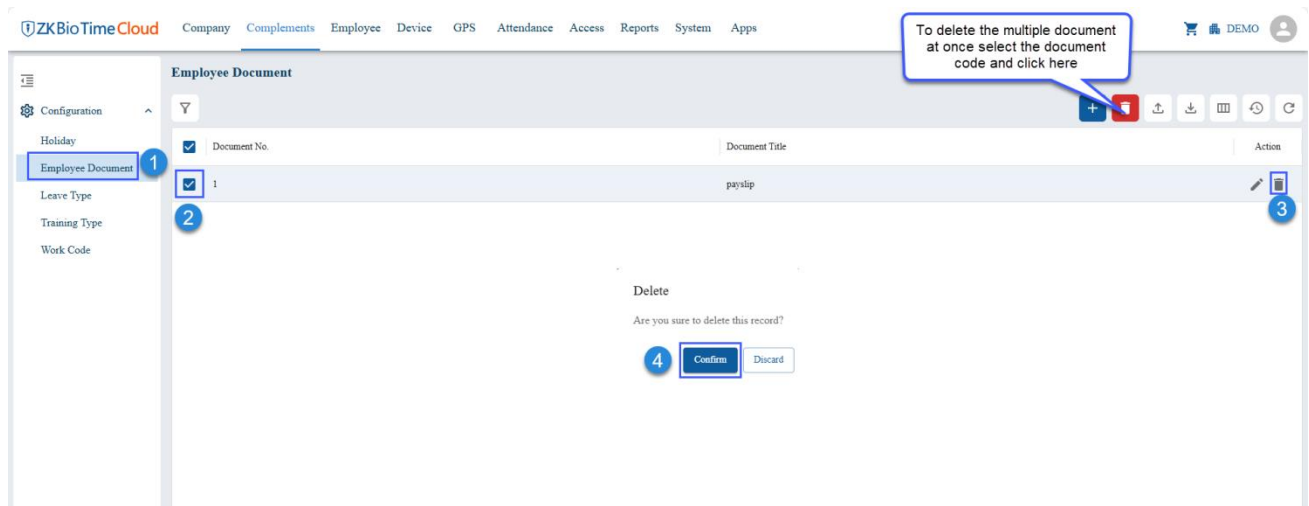 ZKBioTime Cloud Company Complements Employee Device GPS Attendance Access Reports System Apps DEMO
To delete the multiple document
at once select the document
code and click here
Employee Document
Configuration
Holiday
Employee Document 1
Leave Type
Training Type
Work Code
Document No. Document Title Action
1 payslip
2
3
Delete
Are you sure to delete this record?
4 Confirm Discard